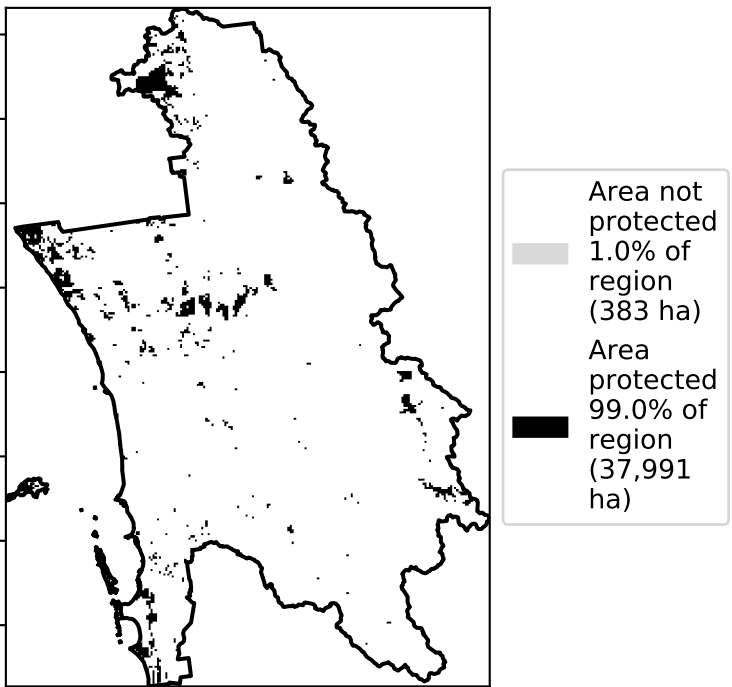 Area not
protected
1.0% of
region
(383 ha)
Area
protected
99.0% of
region
(37,991
ha)